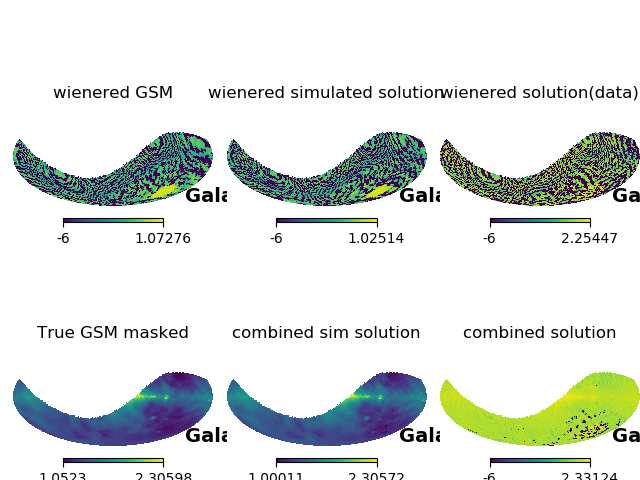 wienered GSM
wienered simulated solution
wienered solution(data)
Gala
Gala
Ga
-6 1.07276
-6 1.02514
-6 2.25447
True GSM masked
combined sim solution
combined solution
Gala
Gala
Ga
1.0523 2.30598
1.00011 2.30572
-6 2.33124